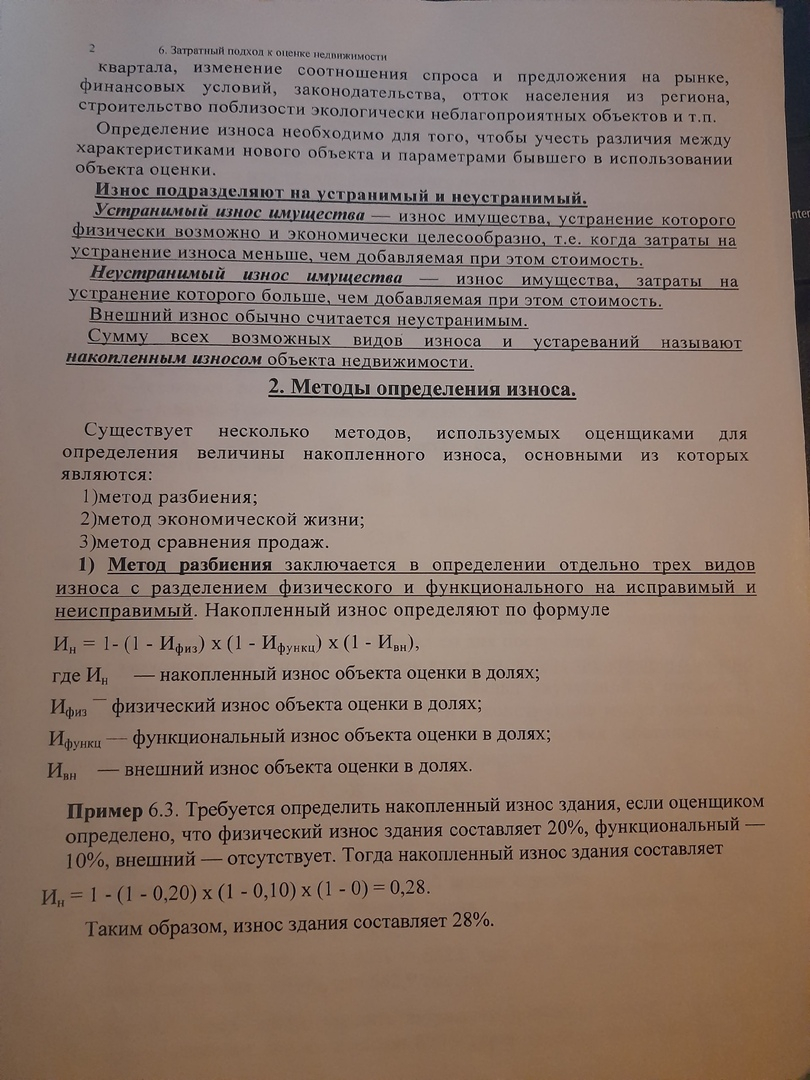 2 6. Затратный подход к оценке недвижимости
квартала, изменение соотношения спроса и предложения на рынке,
финансовых условий, законодательства, отток населения из региона,
строительство поблизости экологически неблагопроиятных объектов и т.п.
Определение износа необходимо для того, чтобы учесть различия между
характеристиками нового объекта и параметрами бывшего в использовании
объекта оценки.
Износ подразделяют на устранимый и неустранимый.
Устранимый износ имущества — износ имущества, устранение которого
физически возможно и экономически целесообразно, т.е. когда затраты на
устранение износа меньше, чем добавляемая при этом стоимость.
Неустранимый износ имущества — износ имущества, затраты на
устранение которого больше, чем добавляемая при этом стоимость.
Внешний износ обычно считается неустранимым.
Сумму всех возможных видов износа и устареваний называют
накопленным износом объекта недвижимости.
2. Методы определения износа.
Существует несколько методов, используемых оценщиками для
определения величины накопленного износа, основными из которых
являются:
1)метод разбиения;
2)метод экономической жизни;
3)метод сравнения продаж.
1) Метод разбиения заключается в определении отдельно трех видов
износа с разделением физического и функционального на исправимый и
неисправимый. Накопленный износ определяют по формуле
Ин = 1- (1 - Ифиз) х (1 - Ифункц) х (1 - Ивн),
где Ин — накопленный износ объекта оценки в долях;
Ифиз — физический износ объекта оценки в долях;
Ифункц — функциональный износ объекта оценки в долях;
Ивн — внешний износ объекта оценки в долях.
Пример 6.3. Требуется определить накопленный износ здания, если оценщиком
определено, что физический износ здания составляет 20%, функциональный —
10%, внешний — отсутствует. Тогда накопленный износ здания составляет
Ин = 1 - (1 - 0,20) х (1 - 0,10) х (1 - 0) = 0,28.
Таким образом, износ здания составляет 28%.